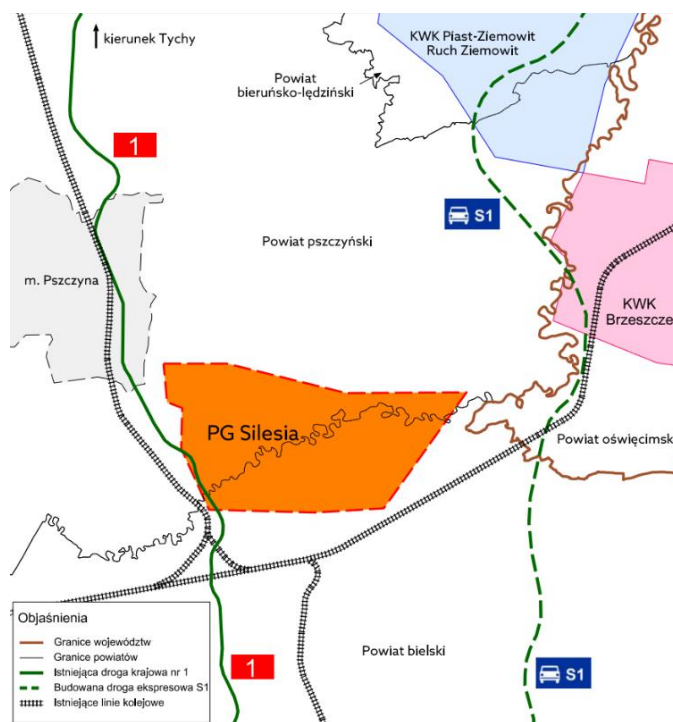 kierunek Tychy
KWK Piast-Ziemowit
Ruch Ziemowit
Powiat
bieruńsko-lędziński
1
S1
Powiat pszczyński
m. Pszczyna
KWK
Brzeszcze
PG Silesia
Powiat oświęcimsk
Objaśnienia
Granice województw
Granice powiatów
Istniejąca droga krajowa nr 1
Budowana droga ekspresowa S1
Istniejące linie kolejowe
Powiat bielski
1
S1